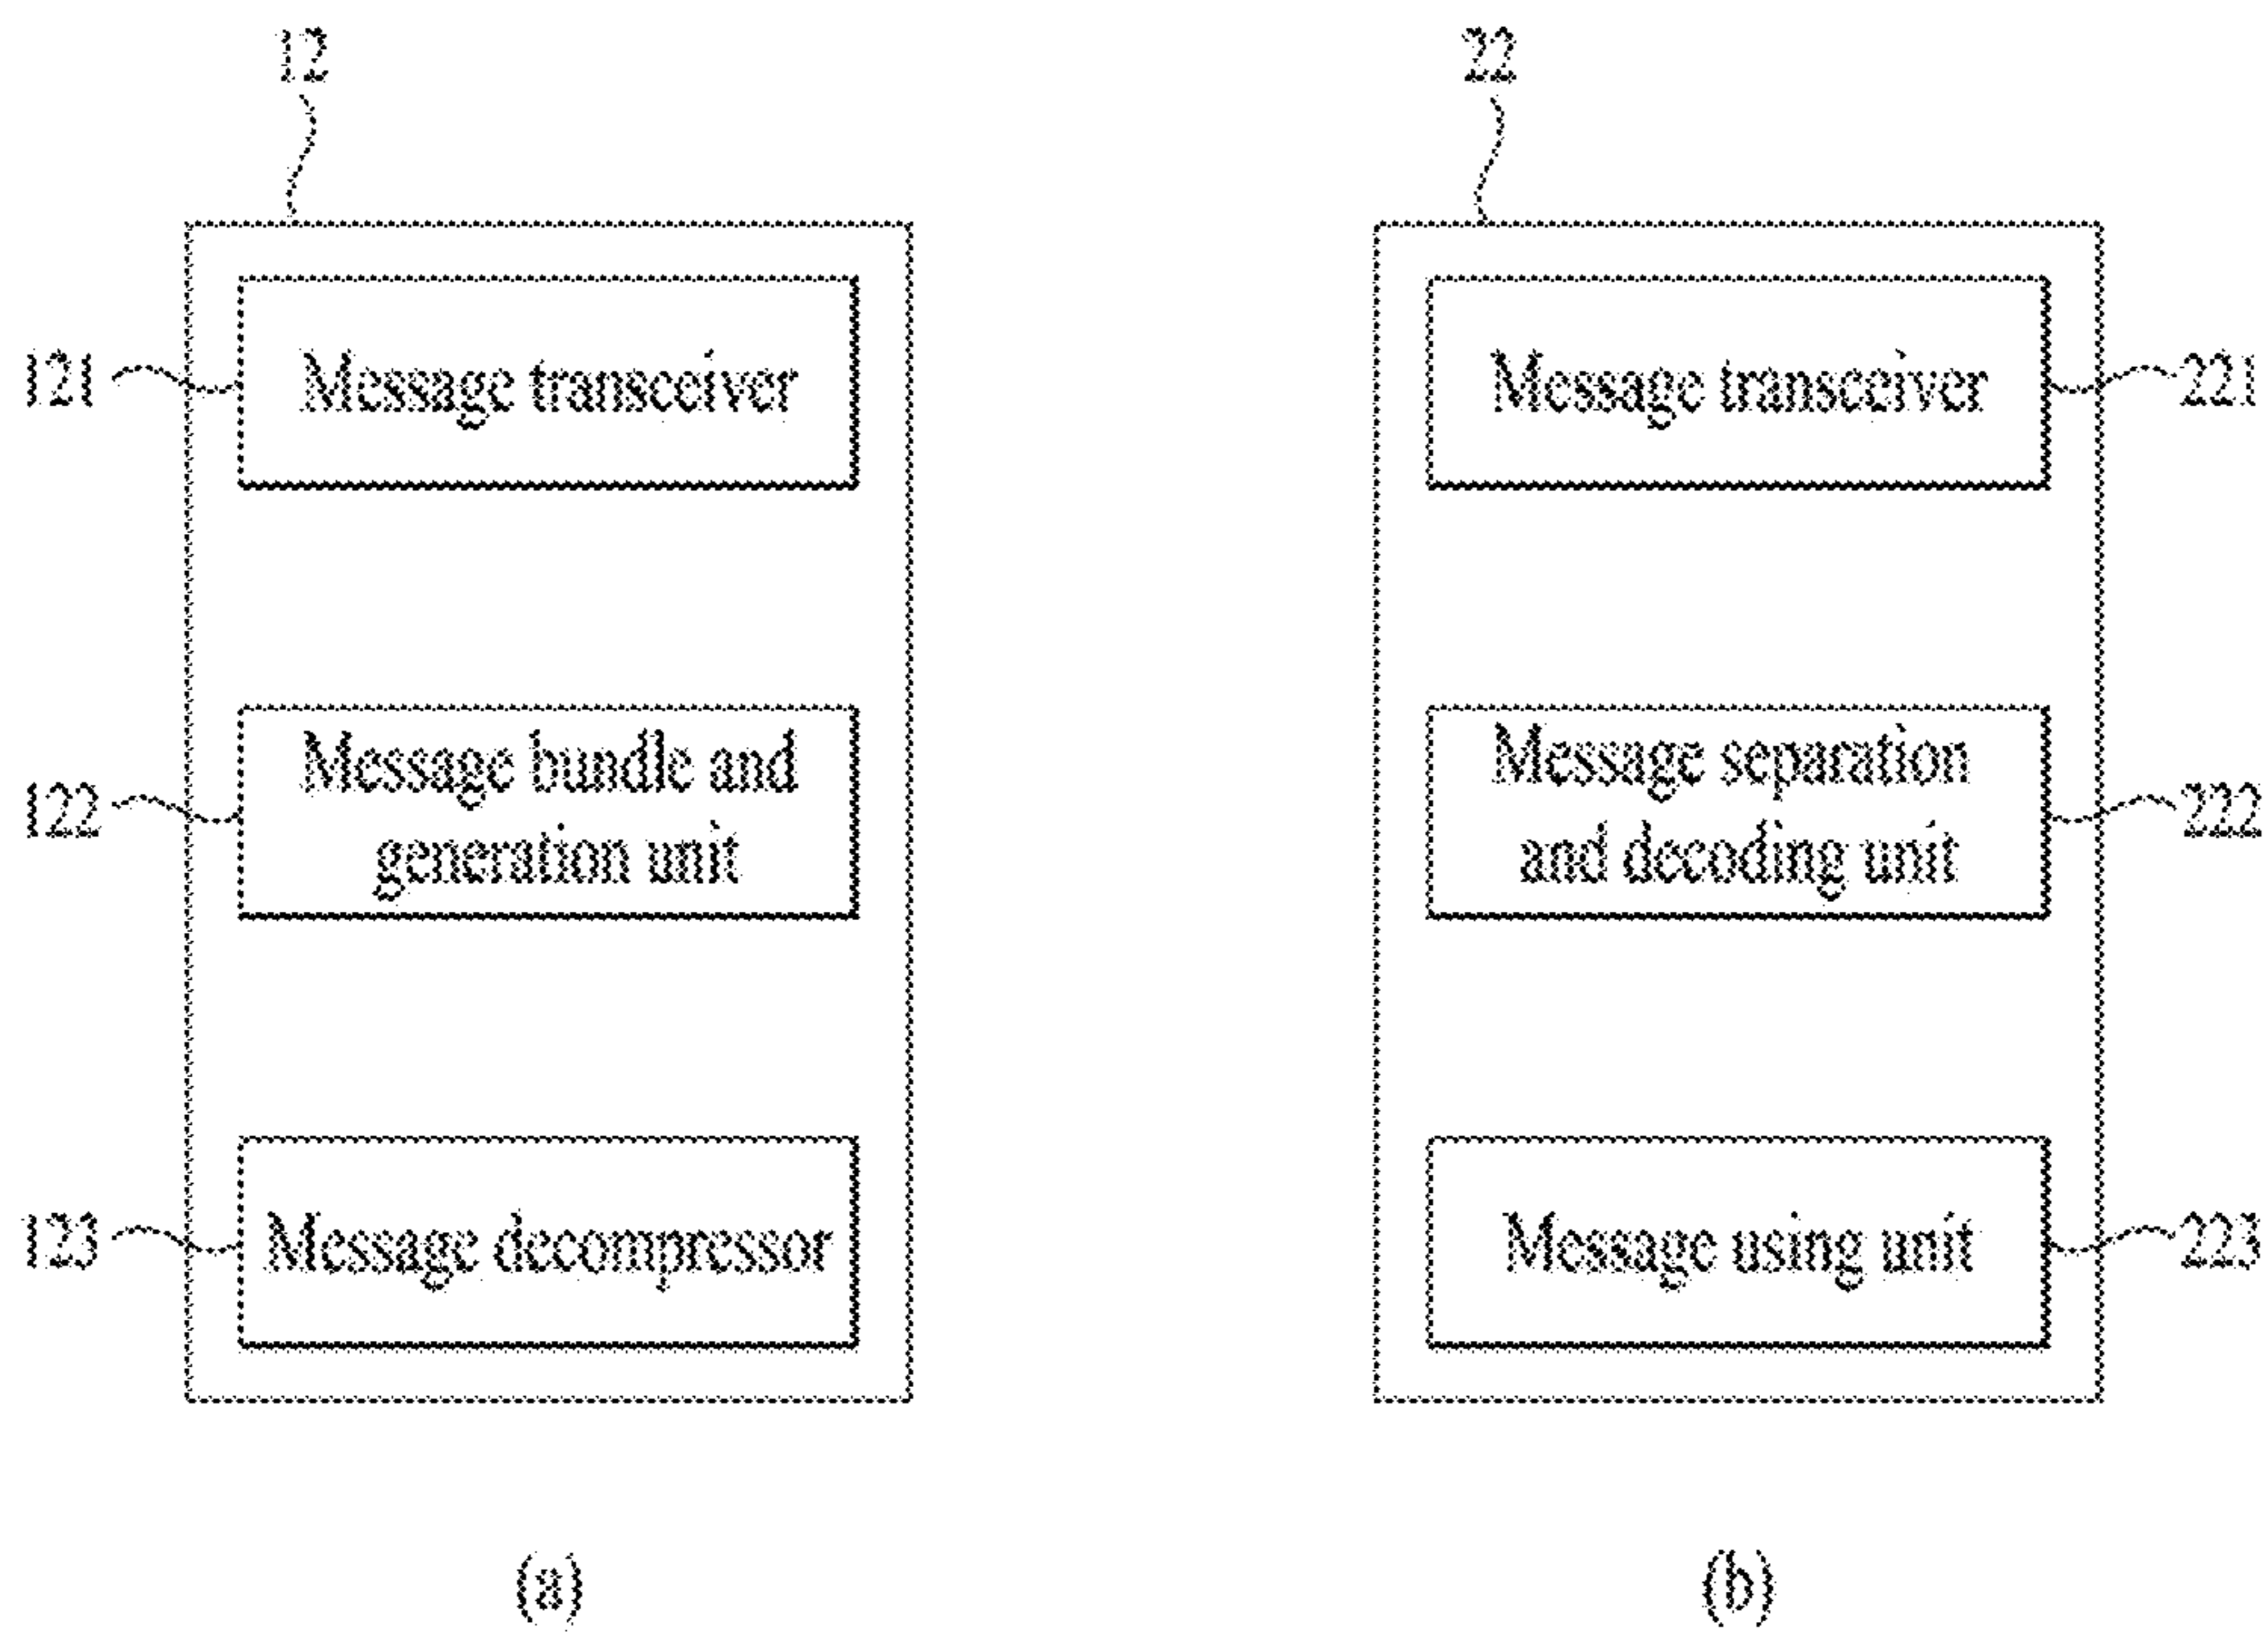 12
121
Message transceiver
122
Message bundle and
generation unit
123
Message decompressor
(a)
22
Message transceiver
221
Message separation
and decoding unit
222
Message using unit
223
(b)